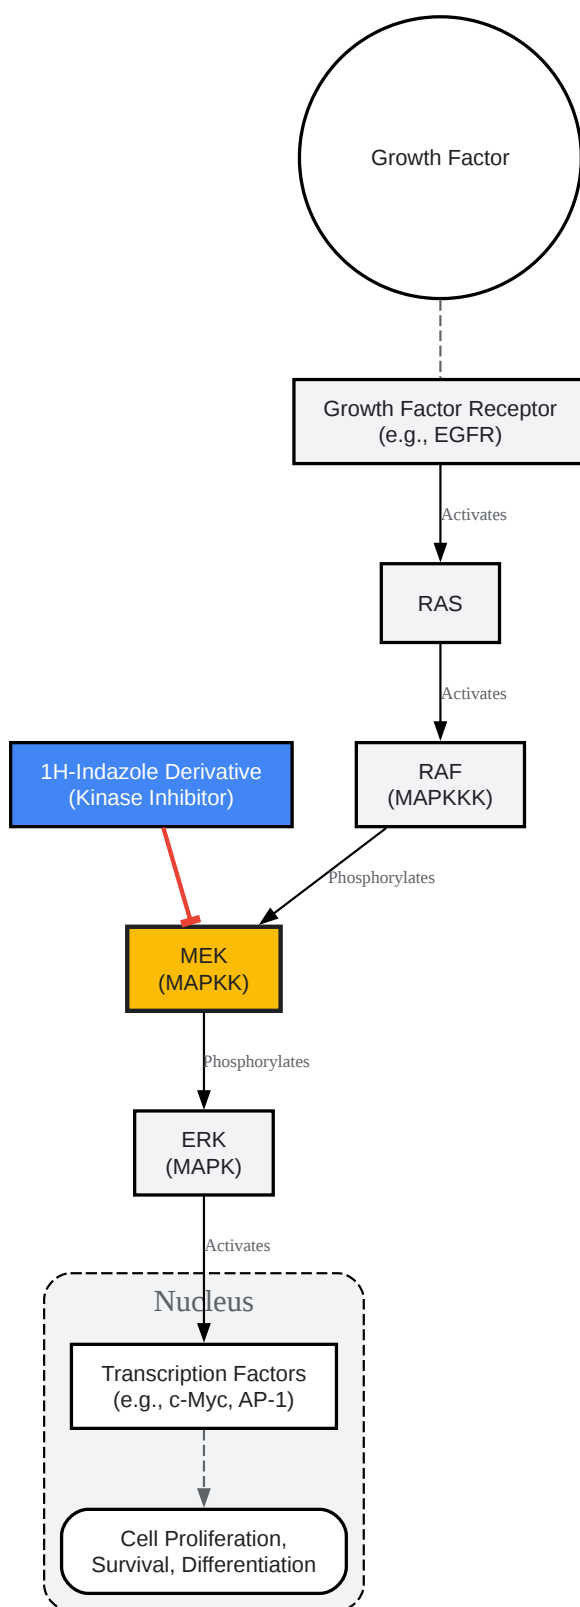 Growth Factor
Growth Factor Receptor
(e.g., EGFR)
Activates
RAS
Activates
1H-Indazole Derivative
(Kinase Inhibitor)
RAF
(MAPKKK)
Phosphorylates
MEK
(MAPKK)
Phosphorylates
ERK
(MAPK)
Activates
Nucleus
Transcription Factors
(e.g., c-Myc, AP-1)
Cell Proliferation,
Survival, Differentiation